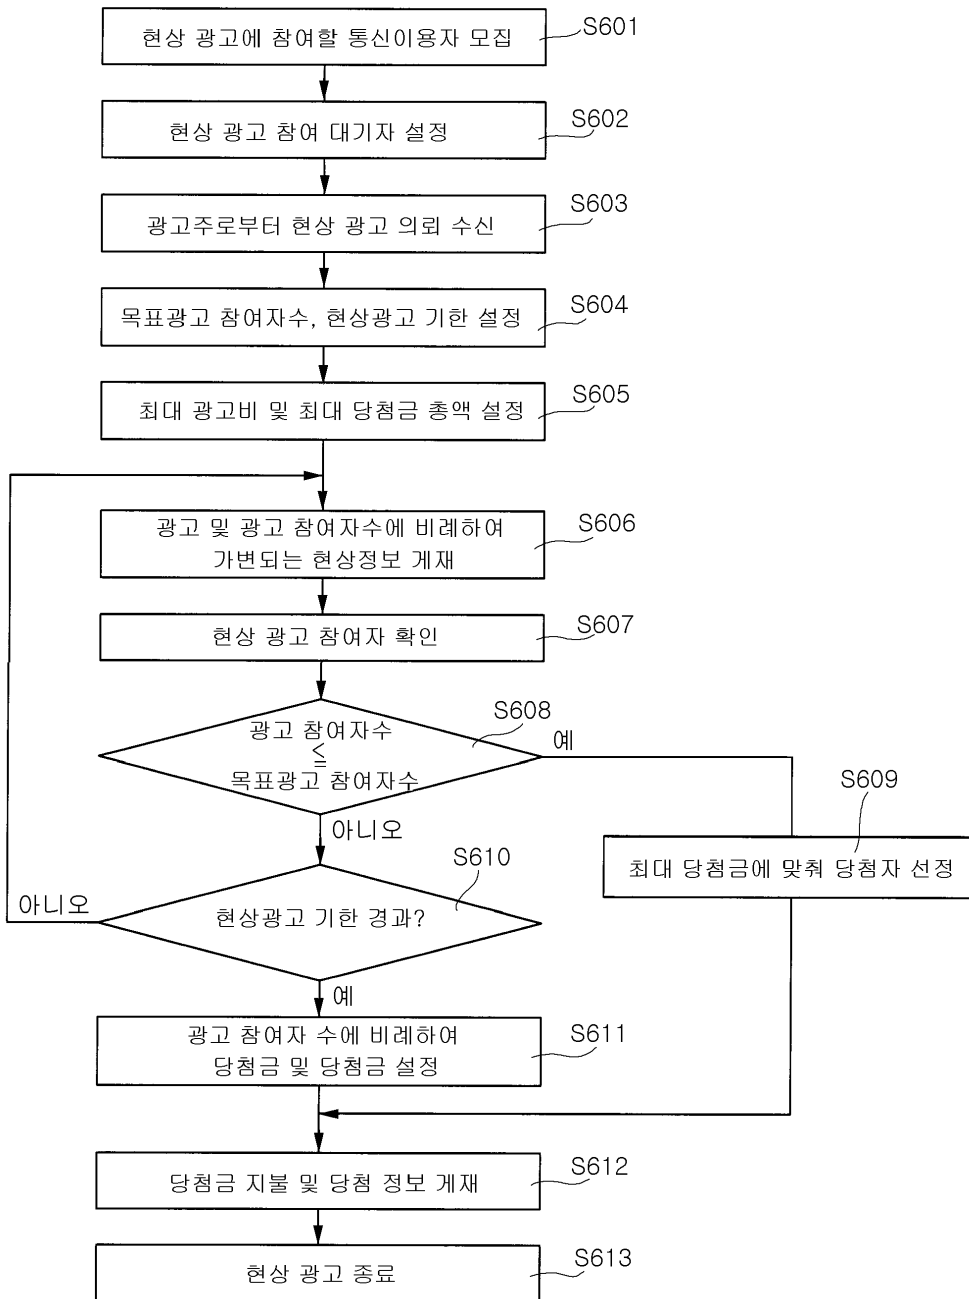 현상 광고에 참여할 통신이용자 모집
S601
현상 광고 참여 대기자 설정
S602
광고주로부터 현상 광고 의뢰 수신
S603
목표광고 참여자수, 현상광고 기한 설정
S604
최대 광고비 및 최대 당첨금 총액 설정
S605
광고 및 광고 참여자수에 비례하여
가변되는 현상정보 게재
S606
현상 광고 참여자 확인
S607
광고 참여자수
≦
목표광고 참여자수
S608
예
아니오
S609
최대 당첨금에 맞춰 당첨자 선정
S610
현상광고 기한 경과?
아니오
예
광고 참여자 수에 비례하여
당첨금 및 당첨금 설정
S611
당첨금 지불 및 당첨 정보 게재
S612
현상 광고 종료
S613